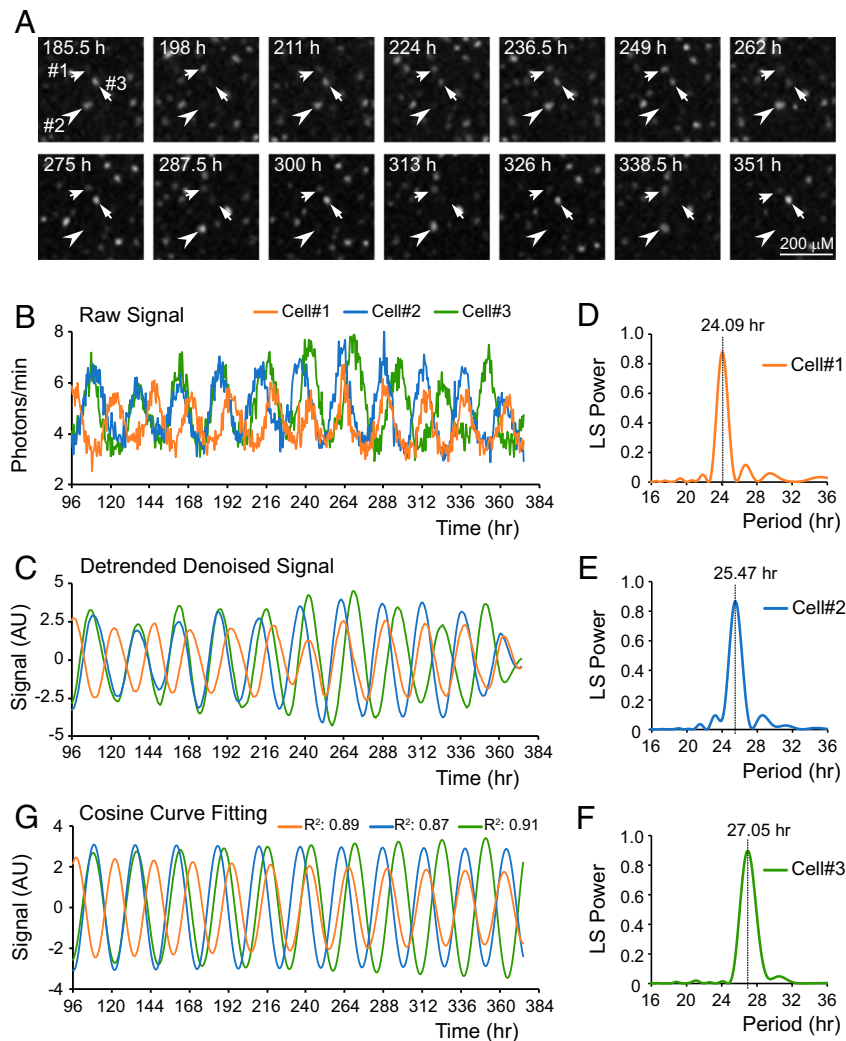 A
185.5 h 198 h 211 h 224 h 236.5 h 249 h 262 h
#1
#3
#2
275 h 287.5 h 300 h 313 h 326 h 338.5 h 351 h
200 µM
B Raw Signal
Cell#1 Cell#2 Cell#3
Photons/min
8
6
4
2
96 120 144 168 192 216 240 264 288 312 336 360 384
Time (hr)
D
24.09 hr
LS Power
1.0
0.8
0.6
0.4
0.2
0
Cell#1
16 20 24 28 32 36
Period (hr)
C Detrended Denoised Signal
Signal (AU)
5
2.5
0
-2.5
-5
96 120 144 168 192 216 240 264 288 312 336 360 384
Time (hr)
E
25.47 hr
LS Power
1.0
0.8
0.6
0.4
0.2
0
Cell#2
16 20 24 28 32 36
Period (hr)
G Cosine Curve Fitting
R²: 0.89 R²: 0.87 R²: 0.91
Signal (AU)
4
2
0
-2
-4
96 120 144 168 192 216 240 264 288 312 336 360 384
Time (hr)
F
27.05 hr
LS Power
1.0
0.8
0.6
0.4
0.2
0
Cell#3
16 20 24 28 32 36
Period (hr)